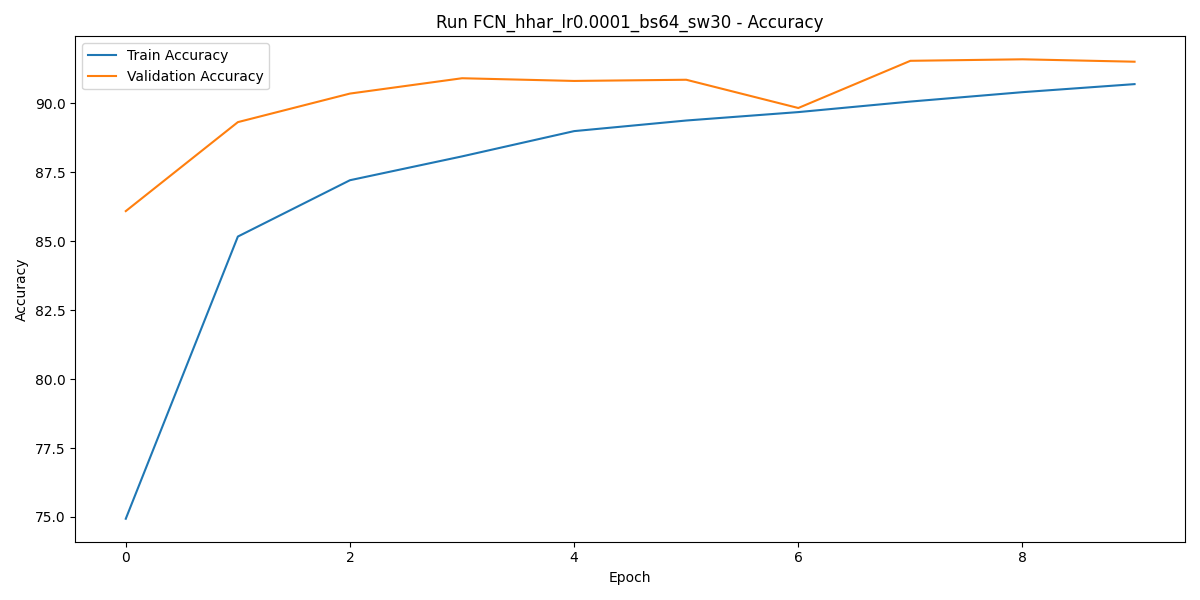 Run FCN_hhar_lr0.0001_bs64_sw30 - Accuracy
Train Accuracy
Validation Accuracy
90.0
87.5
85.0
82.5
80.0
77.5
75.0
Accuracy
0 2 4 6 8
Epoch